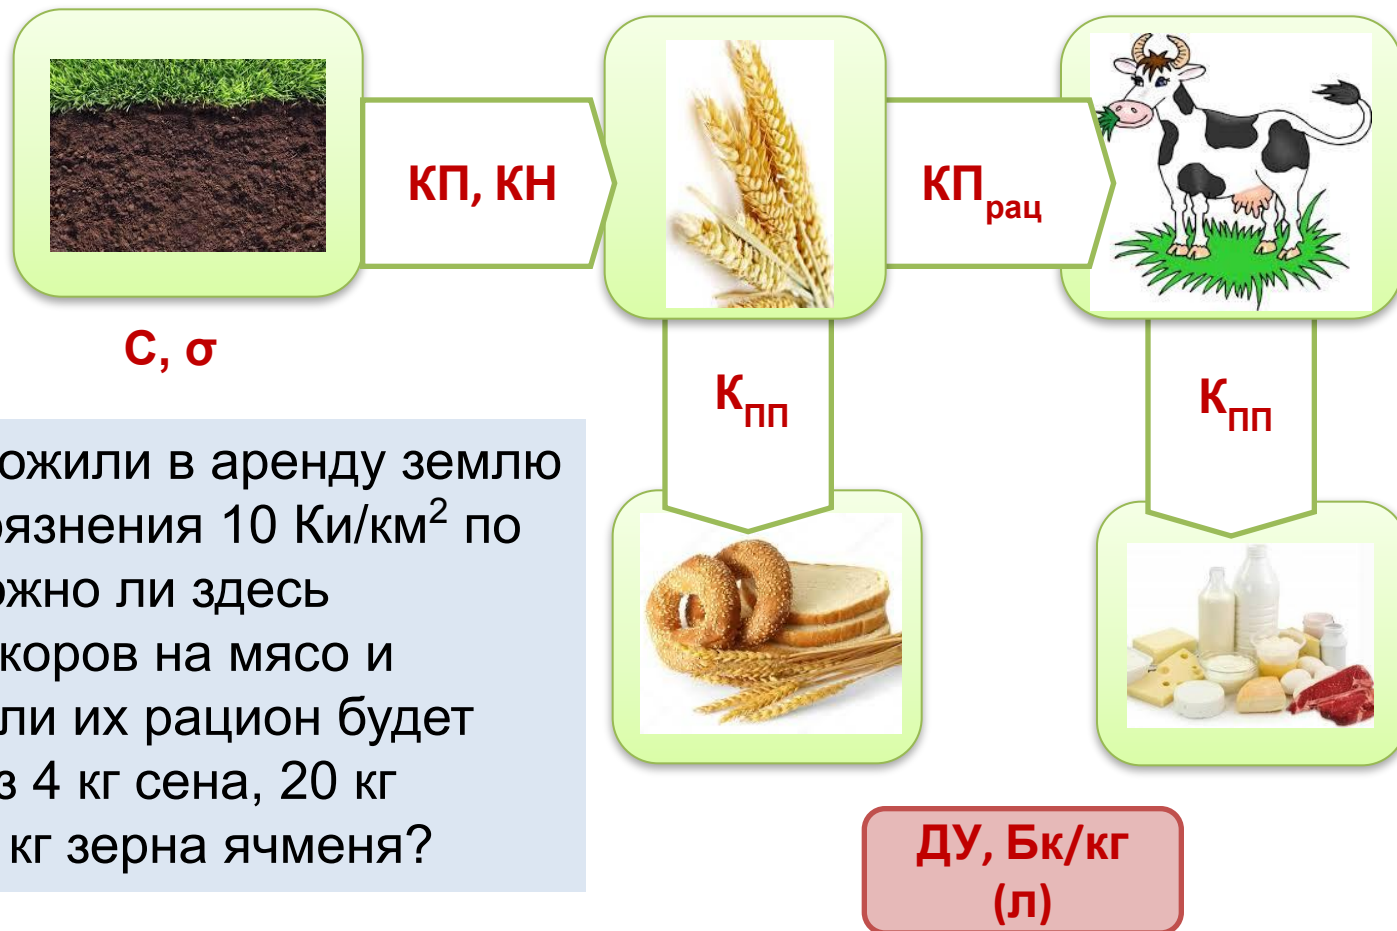 КП, КН
КПрац
С, σ
КПП
КПП
ожили в аренду землю
язнения 10 Ки/км² по
жно ли здесь
коров на мясо и
ли их рацион будет
з 4 кг сена, 20 кг
кг зерна ячменя?
ДУ, Бк/кг
(л)